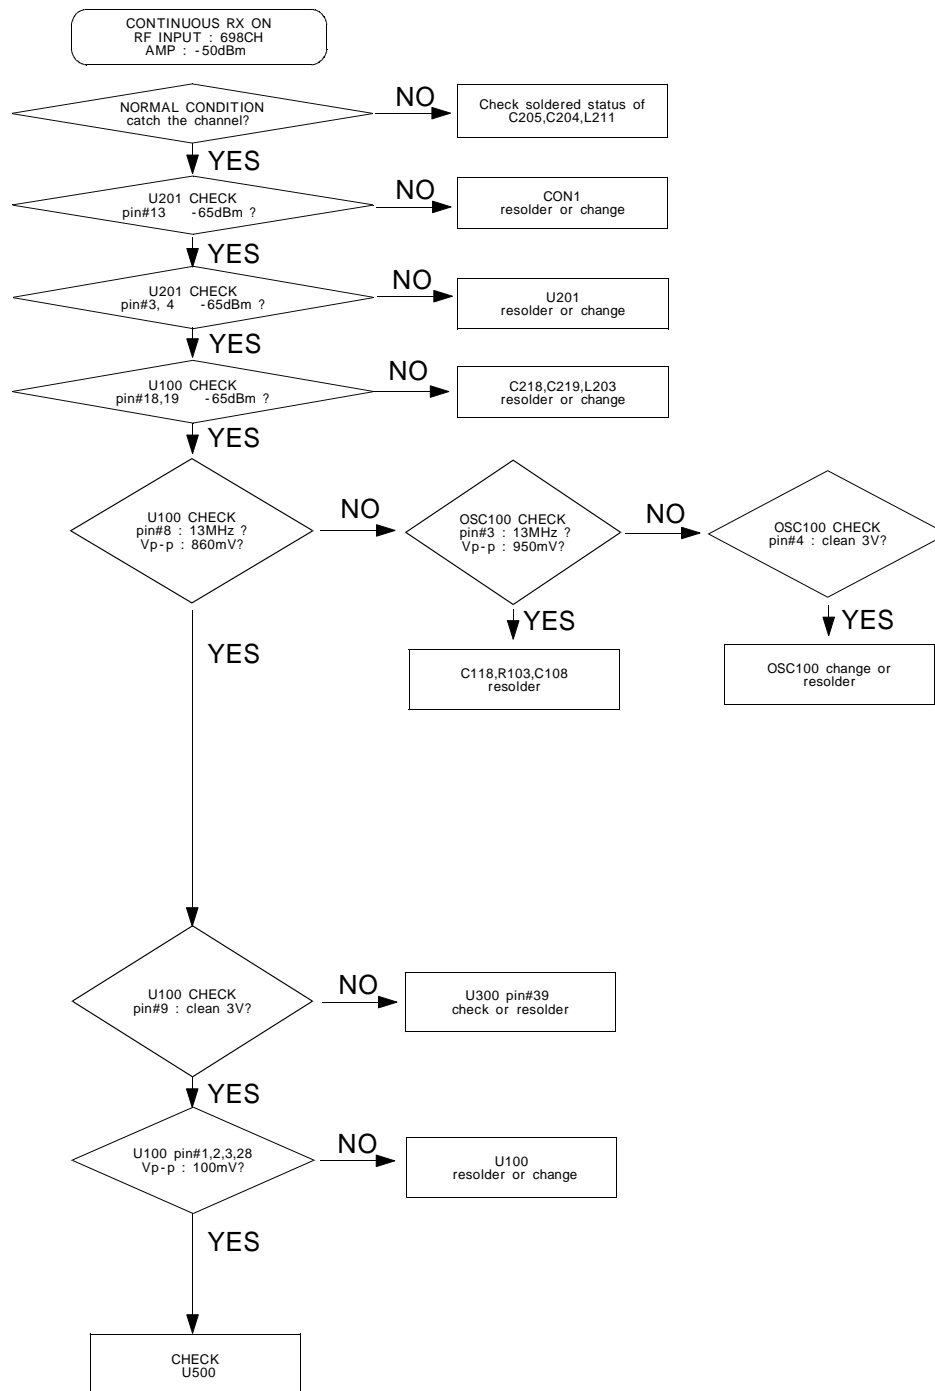 CONTINUOUS RX ON
RF INPUT : 698CH
AMP : -50dBm
NORMAL CONDITION
catch the channel?
NO
Check soldered status of
C205,C204,L211
YES
U201 CHECK
pin#13 -65dBm ?
NO
CON1
resolder or change
YES
U201 CHECK
pin#3, 4 -65dBm ?
NO
U201
resolder or change
YES
U100 CHECK
pin#18,19 -65dBm ?
NO
C218,C219,L203
resolder or change
YES
U100 CHECK
pin#8 : 13MHz ?
Vp-p : 860mV?
NO
OSC100 CHECK
pin#3 : 13MHz ?
Vp-p : 950mV?
NO
OSC100 CHECK
pin#4 : clean 3V?
YES
C118,R103,C108
resolder
YES
OSC100 change or
resolder
YES
U100 CHECK
pin#9 : clean 3V?
NO
U300 pin#39
check or resolder
YES
U100 pin#1,2,3,28
Vp-p : 100mV?
NO
U100
resolder or change
YES
CHECK
U500